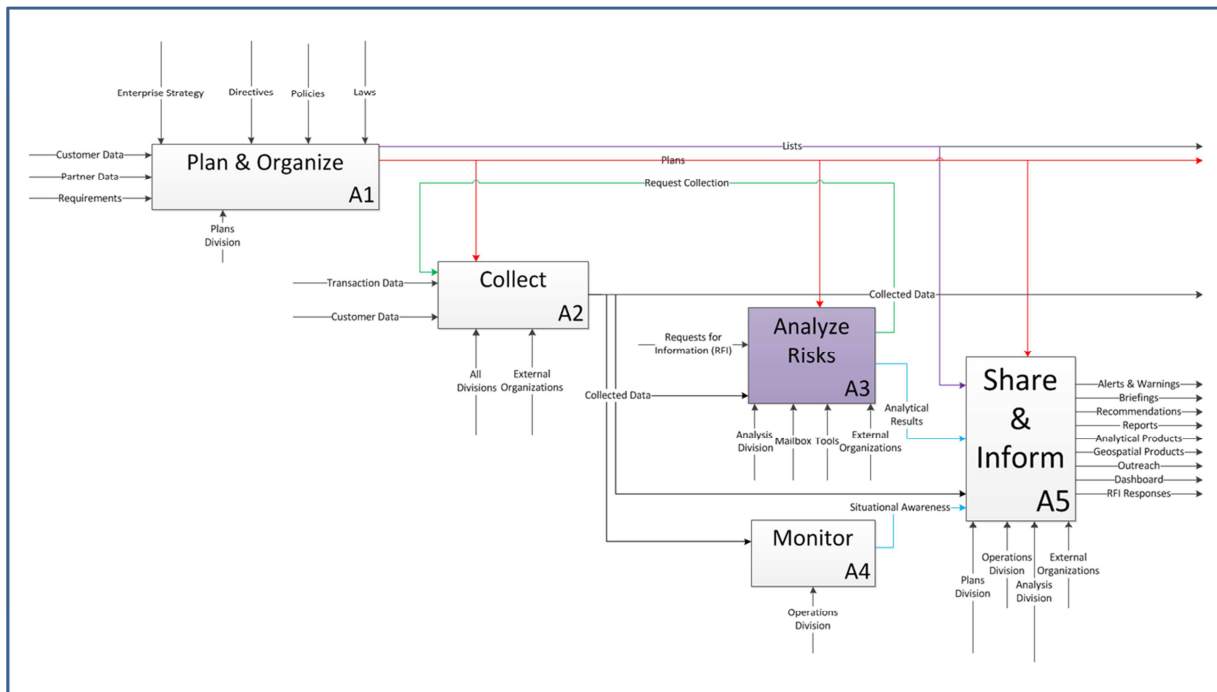 Enterprise Strategy
Directives
Policies
Laws
Customer Data
Partner Data
Requirements
Plan & Organize
A1
Plans
Division
Lists
Plans
Request Collection
Transaction Data
Customer Data
Collect
A2
All
Divisions
External
Organizations
Collected Data
Collected Data
Requests for
Information (RFI)
Analyze
Risks
A3
Analysis
Division
Mailbox
Tools
External
Organizations
Analytical
Results
Situational Awareness
Monitor
A4
Operations
Division
Share
&
Inform
A5
Alerts & Warnings
Briefings
Recommendations
Reports
Analytical Products
Geospatial Products
Outreach
Dashboard
RFI Responses
Plans
Division
Operations
Division
Analysis
Division
External
Organizations